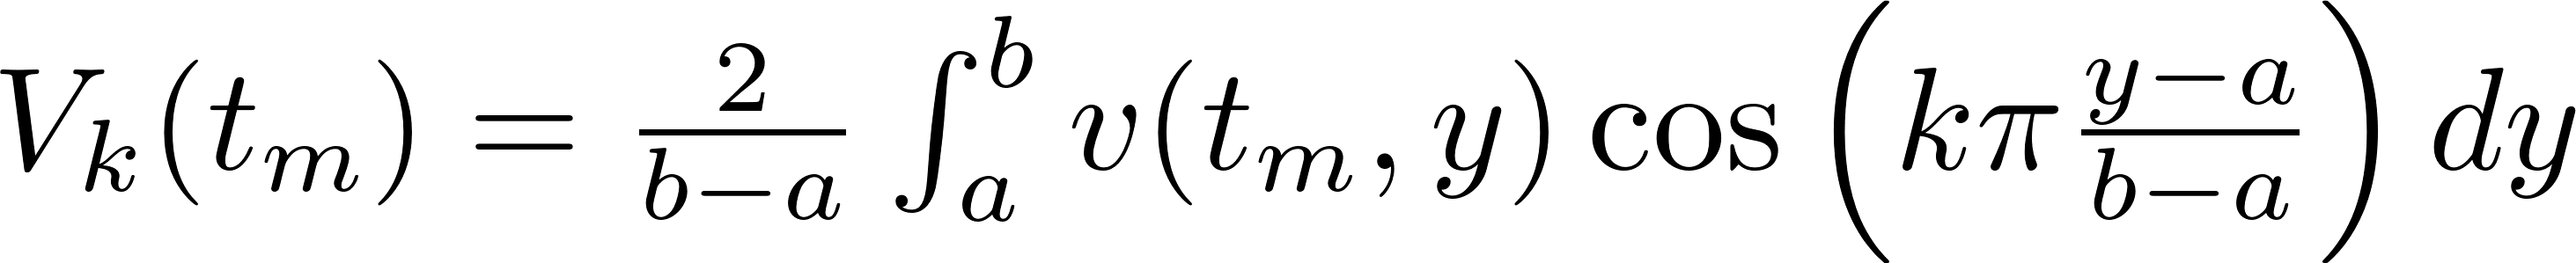 $V_k(t_m) = \frac{2}{b-a} \int_a^b v(t_m, y) \cos \left( k\pi \frac{y-a}{b-a} \right) dy$